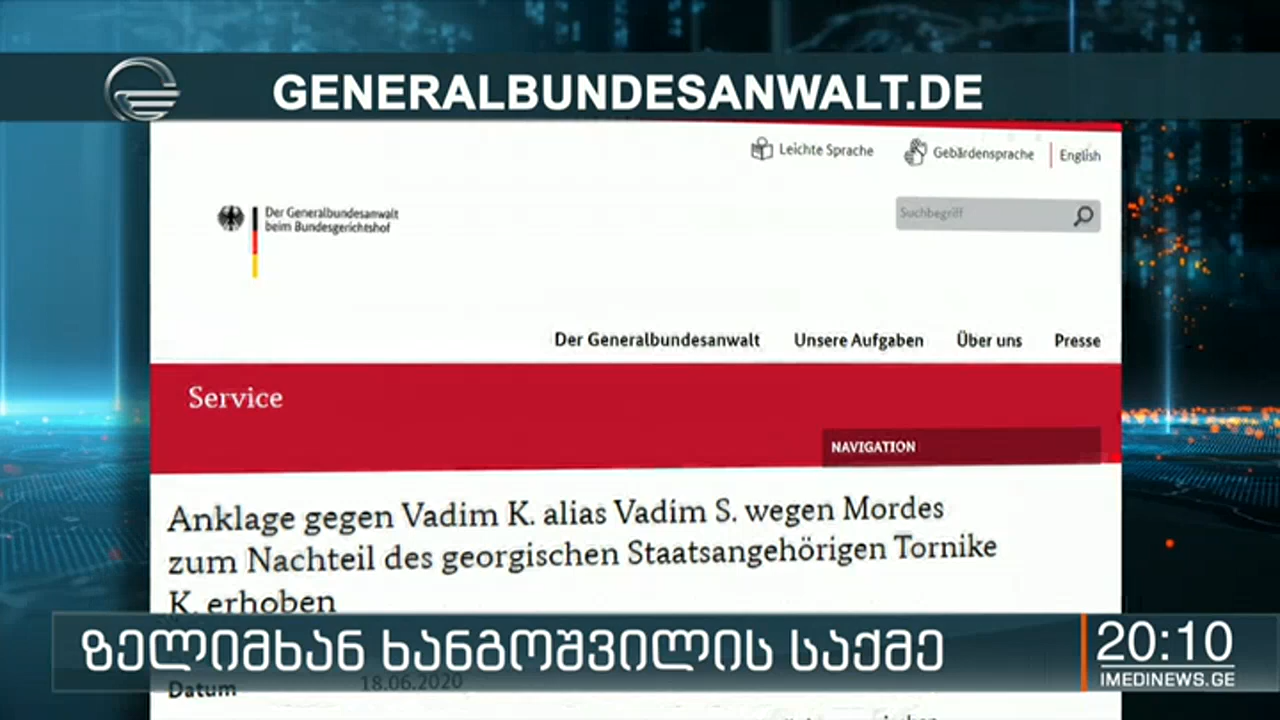 GENERALBUNDESANWALT.DE
Leichte Sprache
Gebärdensprache
English
Der Generalbundesanwalt
beim Bundesgerichtshof
Suchbegriff
Der Generalbundesanwalt
Unsere Aufgaben
Über uns
Presse
Service
NAVIGATION
Anklage gegen Vadim K. alias Vadim S. wegen Mordes
zum Nachteil des georgischen Staatsangehörigen Tornike
K. erhoben
ზელიმხან ხანგოშვილის საქმე
20:10
IMEDINEWS.GE
Datum
18.06.2020